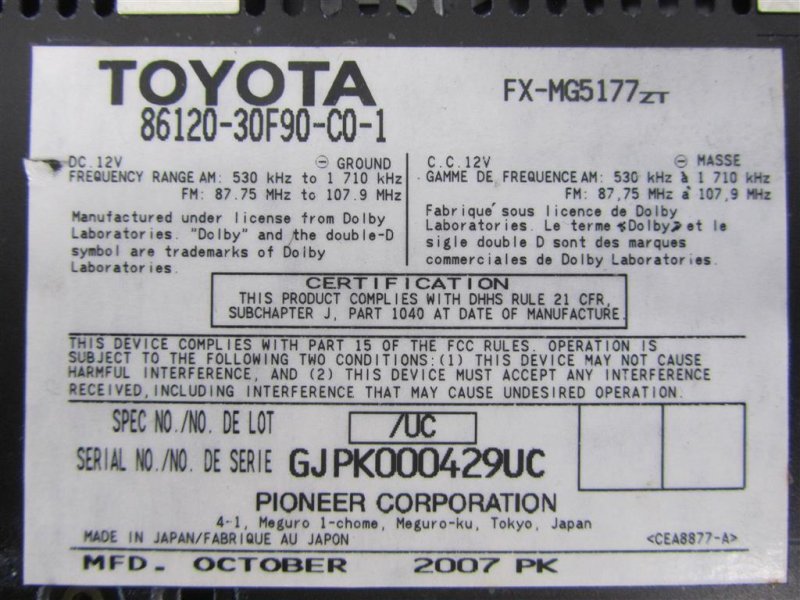 TOYOTA
86120-30F90-C0-1
FX-MG5177ZT
DC.12V ⊖ GROUND
FREQUENCY RANGE AM: 530 kHz to 1 710 kHz
FM: 87.75 MHz to 107.9 MHz
Manufactured under license from Dolby
Laboratories. "Dolby" and the double-D
symbol are trademarks of Dolby
Laboratories.
C.C.12V ⊖ MASSE
GAMME DE FREQUENCE AM: 530 kHz à 1 710 kHz
FM: 87,75 MHz à 107,9 MHz
Fabriqué sous licence de Dolby
Laboratories. Le terme <Dolby> et le
sigle double D sont des marques
commerciales de Dolby Laboratories.
CERTIFICATION
THIS PRODUCT COMPLIES WITH DHHS RULE 21 CFR,
SUBCHAPTER J, PART 1040 AT DATE OF MANUFACTURE.
THIS DEVICE COMPLIES WITH PART 15 OF THE FCC RULES. OPERATION IS
SUBJECT TO THE FOLLOWING TWO CONDITIONS:(1) THIS DEVICE MAY NOT CAUSE
HARMFUL INTERFERENCE, AND (2) THIS DEVICE MUST ACCEPT ANY INTERFERENCE
RECEIVED,INCLUDING INTERFERENCE THAT MAY CAUSE UNDESIRED OPERATION.
SPEC NO./NO. DE LOT /UC
SERIAL NO./NO. DE SERIE GJPK000429UC
PIONEER CORPORATION
4-1, Meguro 1-chome, Meguro-ku, Tokyo, Japan
MADE IN JAPAN/FABRIQUE AU JAPON <CEA8877-A>
MFD. OCTOBER 2007 PK